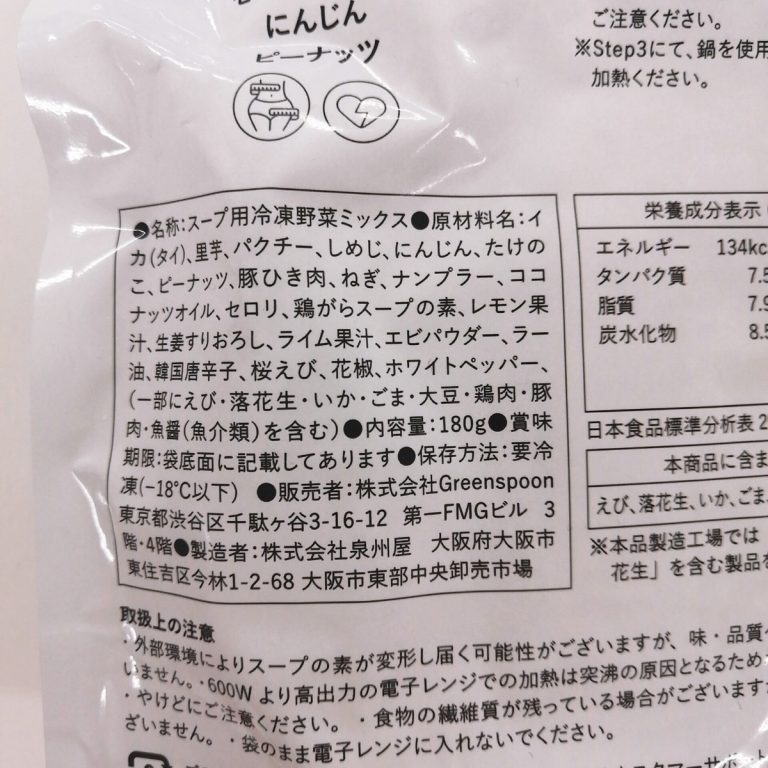 にんじん
ピーナッツ
ご注意ください。
※Step3にて、鍋を使用
加熱ください。
●名称:スープ用冷凍野菜ミックス●原材料名:イ
カ(タイ)、里芋、パクチー、しめじ、にんじん、たけの
こ、ピーナッツ、豚ひき肉、ねぎ、ナンプラー、ココ
ナッツオイル、セロリ、鶏がらスープの素、レモン果
汁、生姜すりおろし、ライム果汁、エビパウダー、ラー
油、韓国唐辛子、桜えび、花椒、ホワイトペッパー、
(一部にえび・落花生・いか・ごま・大豆・鶏肉・豚
肉・魚醤(魚介類)を含む)●内容量:180g●賞味
期限:袋底面に記載してあります●保存方法:要冷
凍(−18℃以下) ●販売者:株式会社Greenspoon
東京都渋谷区千駄ヶ谷3-16-12 第一FMGビル 3
階・4階●製造者:株式会社泉州屋 大阪府大阪市
東住吉区今林1-2-68 大阪市東部中央卸売市場
栄養成分表示
エネルギー 134kc
タンパク質 7.5
脂質 7.9
炭水化物 8.5
日本食品標準分析表2
本商品に含ま
えび、落花生、いか、ごま、
※本品製造工場では
花生」を含む製品を
取扱上の注意
・外部環境によりスープの素が変形し届く可能性がございますが、味・品質
いません。・600Wより高出力の電子レンジでの加熱は突沸の原因となるため
・やけどにご注意ください。・食物の繊維質が残っている場合がございますが
ざいません。・袋のまま電子レンジに入れないでください。